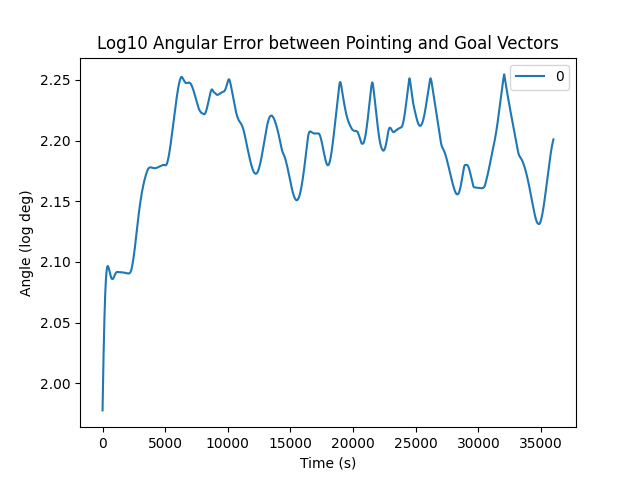 Log10 Angular Error between Pointing and Goal Vectors
0
2.25
2.20
2.15
2.10
2.05
2.00
Angle (log deg)
0 5000 10000 15000 20000 25000 30000 35000
Time (s)